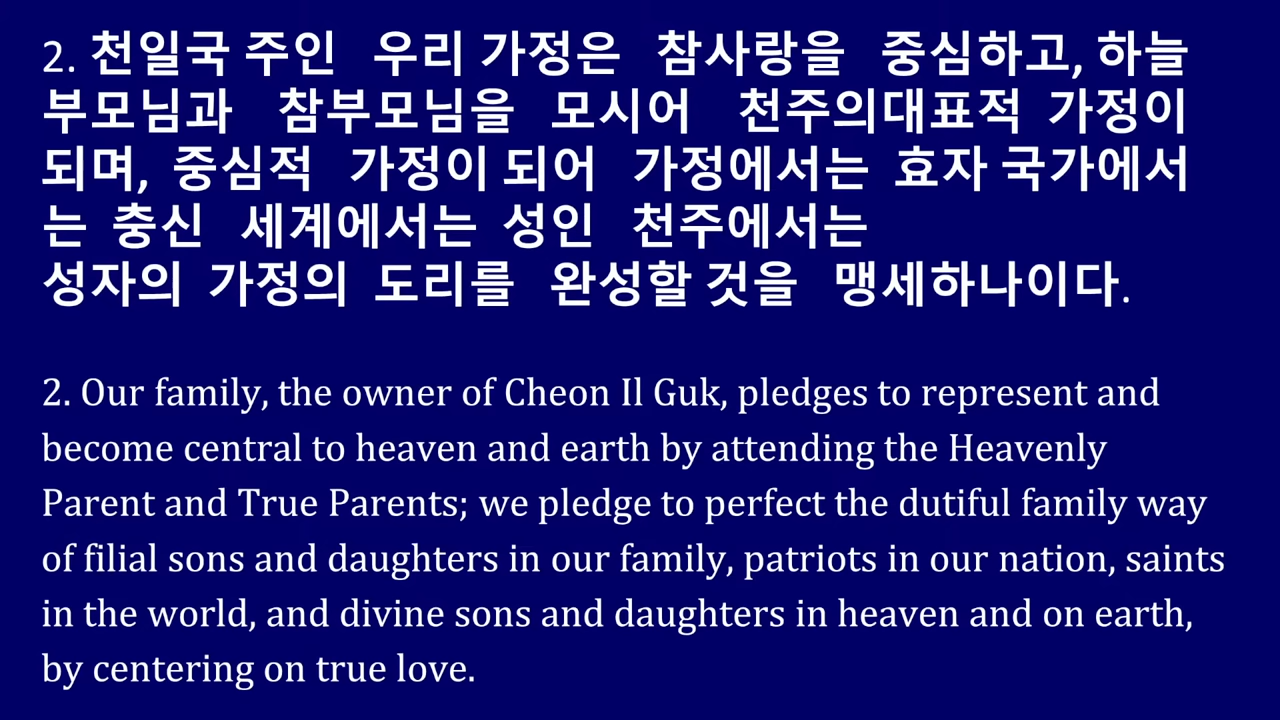 2. 천일국 주인 우리 가정은 참사랑을 중심하고, 하늘
부모님과 참부모님을 모시어 천주의대표적 가정이
되며, 중심적 가정이 되어 가정에서는 효자 국가에서
는 충신 세계에서는 성인 천주에서는
성자의 가정의 도리를 완성할 것을 맹세하나이다.
2. Our family, the owner of Cheon Il Guk, pledges to represent and
become central to heaven and earth by attending the Heavenly
Parent and True Parents; we pledge to perfect the dutiful family way
of filial sons and daughters in our family, patriots in our nation, saints
in the world, and divine sons and daughters in heaven and on earth,
by centering on true love.